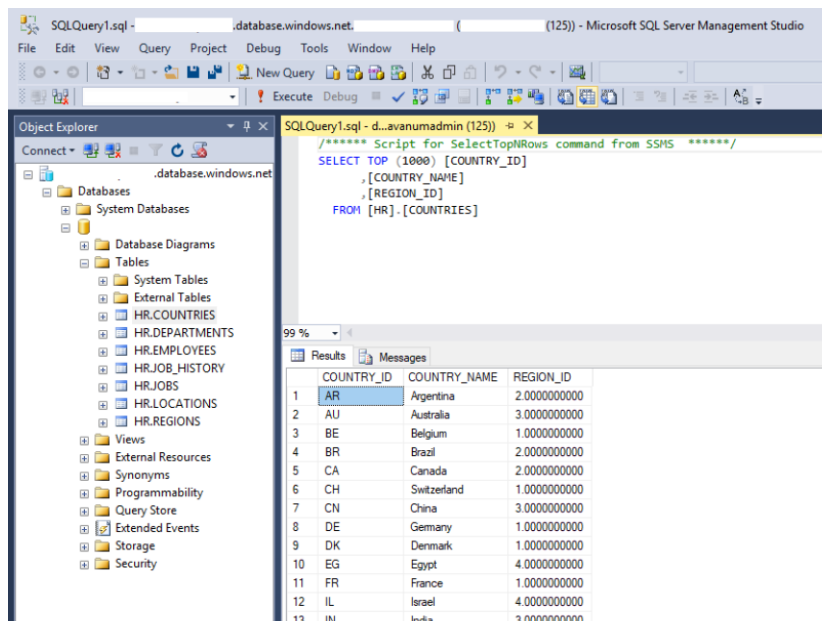 SQLQuery1.sql - .database.windows.net. ( (125)) - Microsoft SQL Server Management Studio
File Edit View Query Project Debug Tools Window Help
New Query
Execute Debug
Object Explorer
Connect
.database.windows.net
Databases
System Databases
Database Diagrams
Tables
System Tables
External Tables
HR.COUNTRIES
HR.DEPARTMENTS
HR.EMPLOYEES
HR.JOB_HISTORY
HR.JOBS
HR.LOCATIONS
HR.REGIONS
Views
External Resources
Synonyms
Programmability
Query Store
Extended Events
Storage
Security
SQLQuery1.sql - d...avanumadmin (125))
/****** Script for SelectTopNRows command from SSMS ******/
SELECT TOP (1000) [COUNTRY_ID]
,[COUNTRY_NAME]
,[REGION_ID]
FROM [HR].[COUNTRIES]
99 %
Results Messages
COUNTRY_ID COUNTRY_NAME REGION_ID
1 AR Argentina 2.0000000000
2 AU Australia 3.0000000000
3 BE Belgium 1.0000000000
4 BR Brazil 2.0000000000
5 CA Canada 2.0000000000
6 CH Switzerland 1.0000000000
7 CN China 3.0000000000
8 DE Germany 1.0000000000
9 DK Denmark 1.0000000000
10 EG Egypt 4.0000000000
11 FR France 1.0000000000
12 IL Israel 4.0000000000
13 IN India 3.0000000000